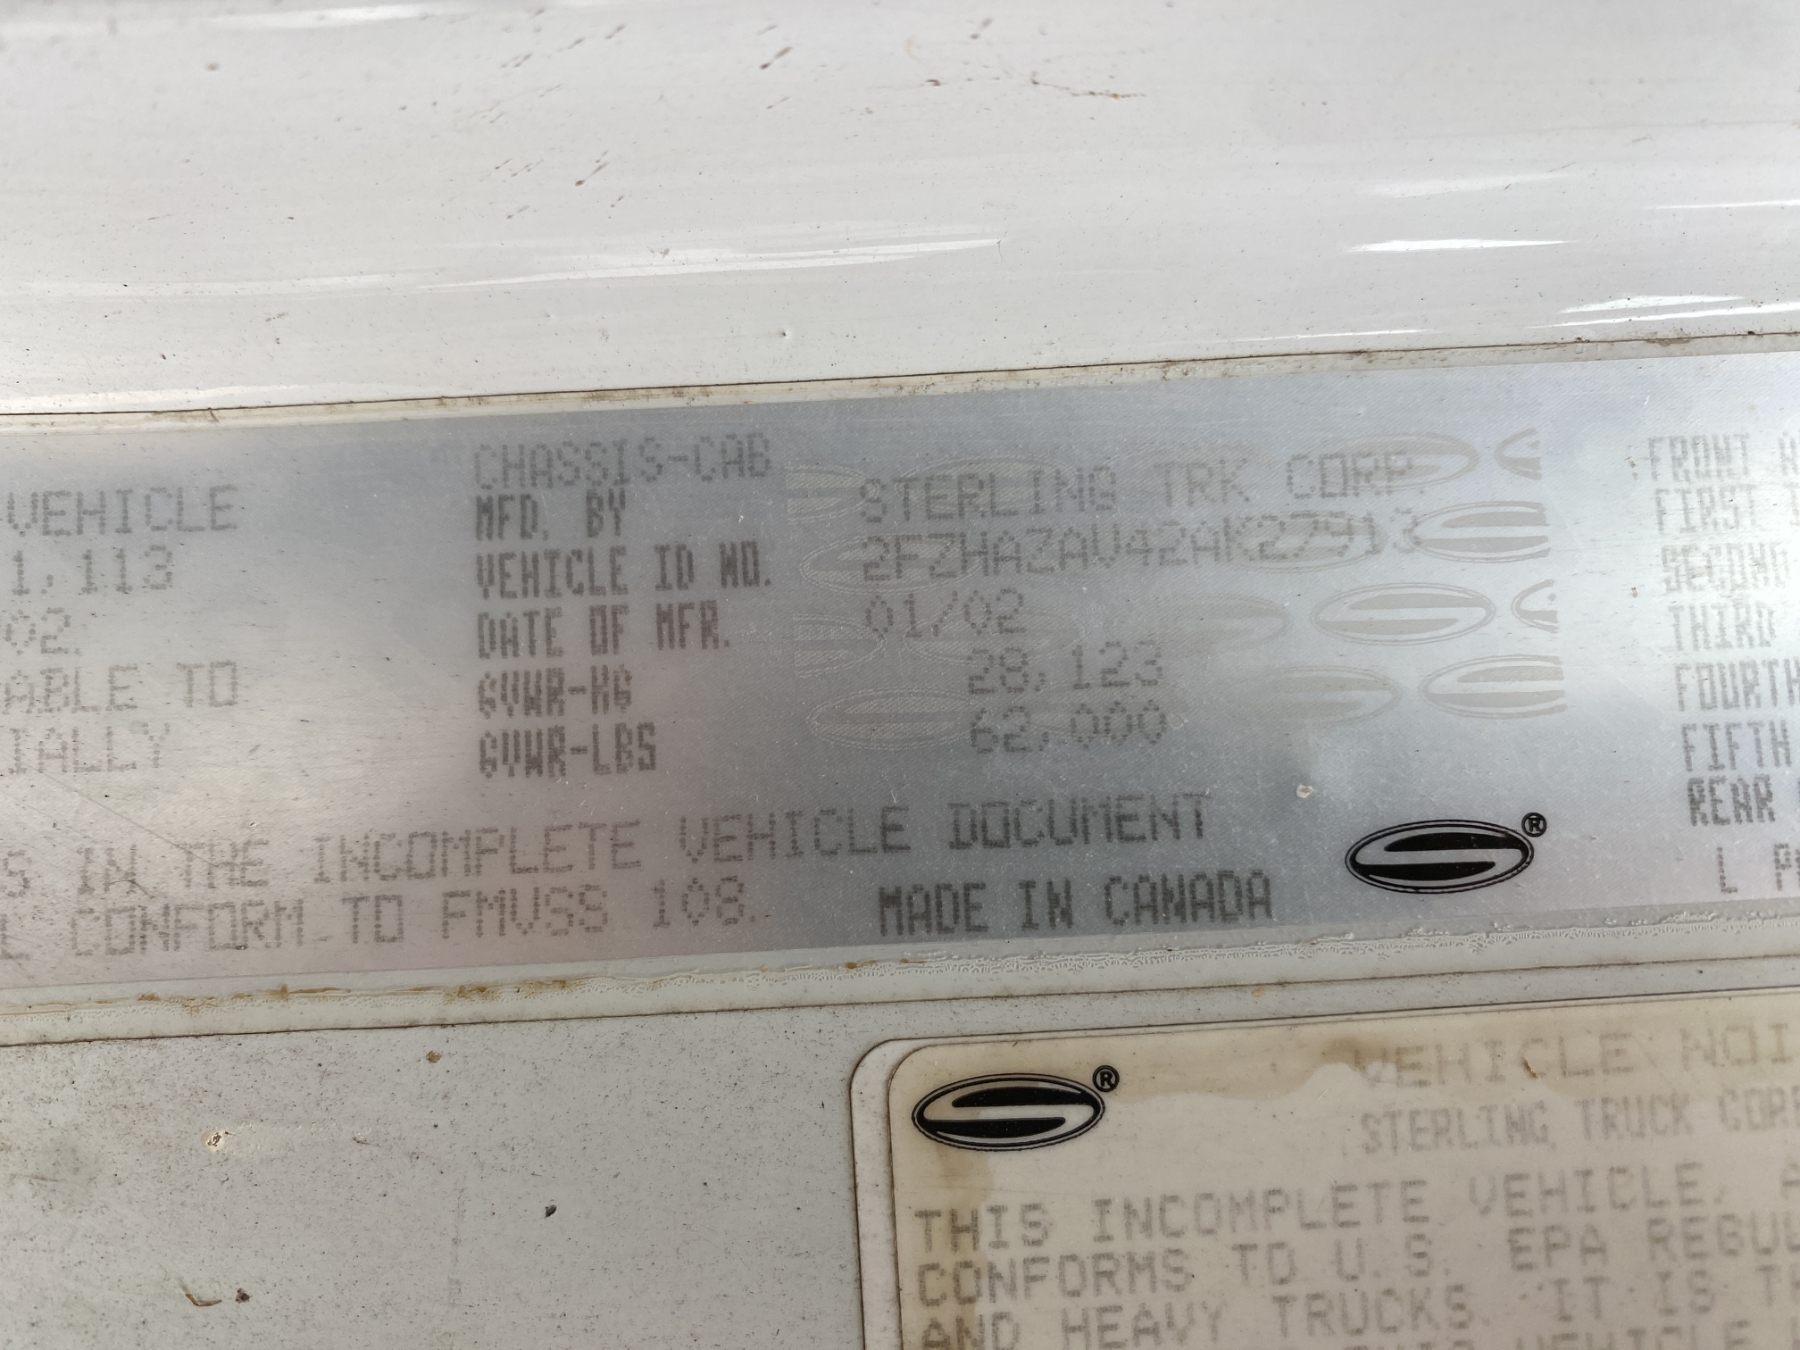 CHASSIS-CAB
VEHICLE
MFD. BY STERLING TRK CORP.
1.113
VEHICLE ID NO. 2FZHAZAV42AK27913
DATE OF MFR. 01/02
ABLE TO
GVWR-KG 28,123
GVWR-LBS 62,000
IN THE INCOMPLETE VEHICLE DOCUMENT
CONFORM TO FMVSS 108.
MADE IN CANADA
®
FRONT
FIRST
SECOND
THIRD
FOURTH
FIFTH
REAR
L
®
VEHICLE
STERLING TRUCK
THIS INCOMPLETE VEHICLE,
CONFORMS TO U.S. EPA
AND HEAVY TRUCKS. IT IS